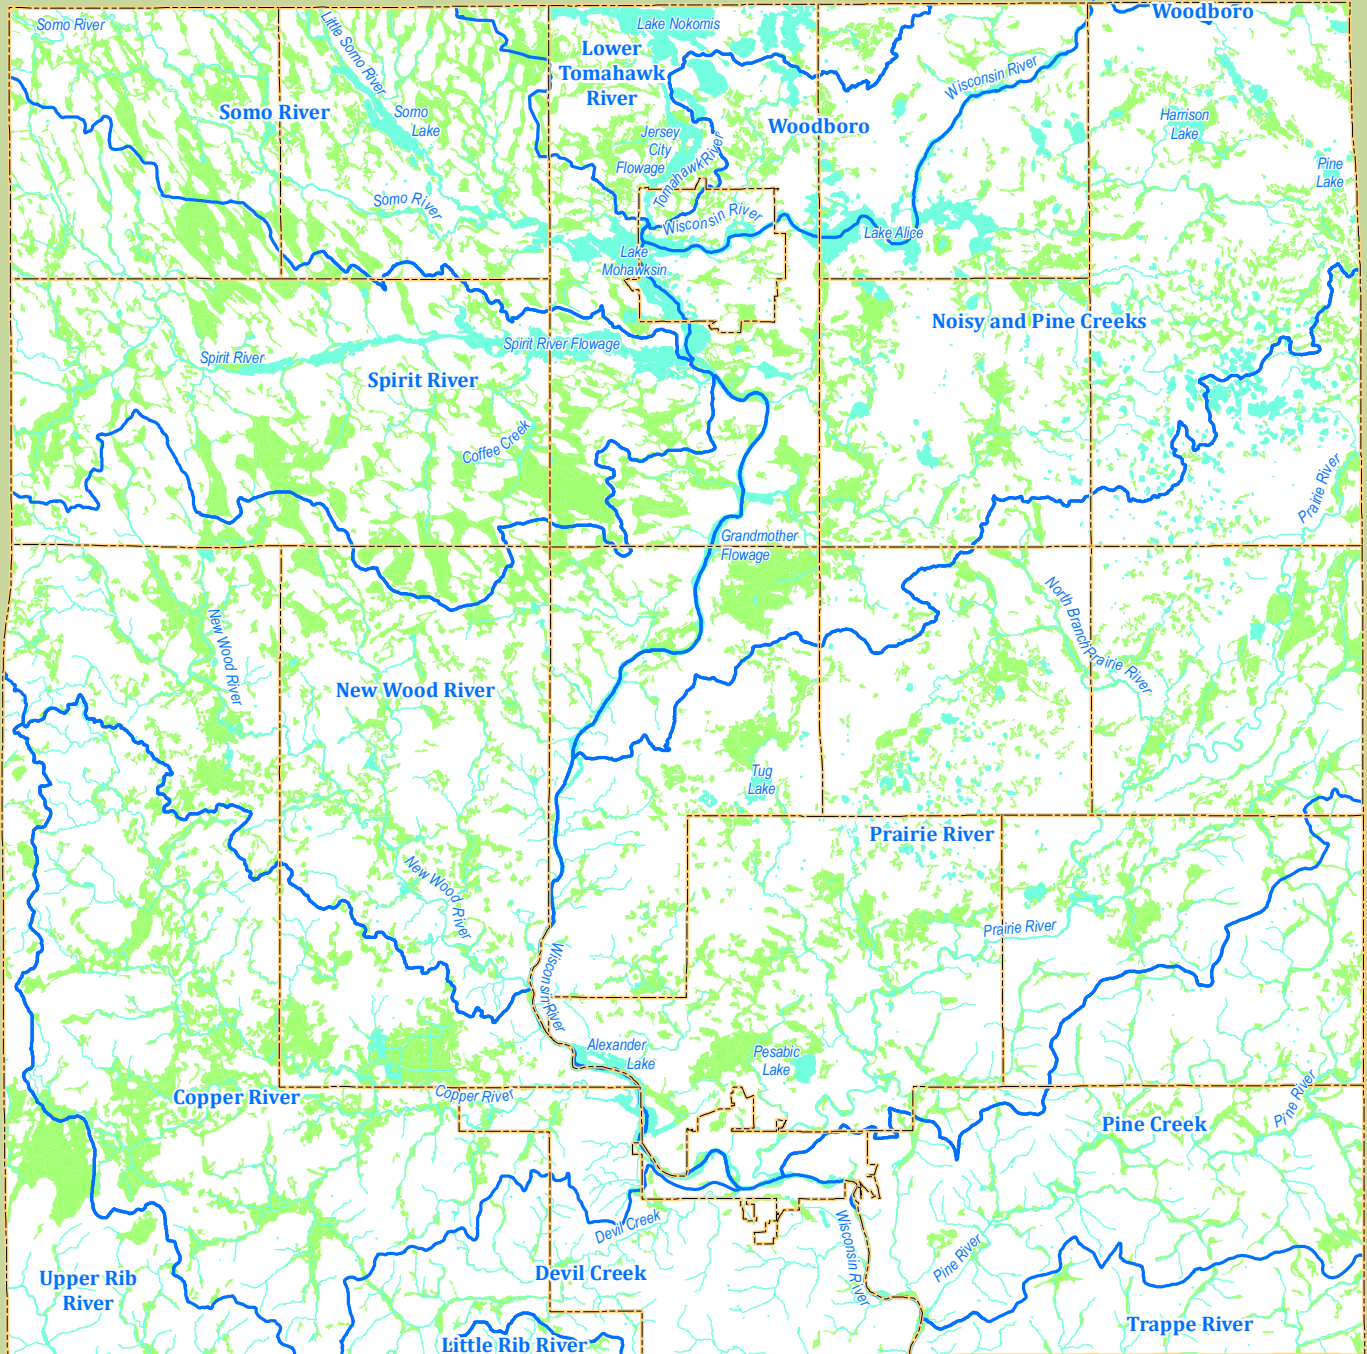 Woodboro
Somo River
Little Somo River
Lake Nokomis
Lower
Tomahawk
River
Wisconsin River
Somo River
Somo
Lake
Woodboro
Harrison
Lake
Jersey
City
Flowage
Tomahawk River
Pine
Lake
Somo River
Wisconsin River
Lake Alice
Lake
Mohawksin
Noisy and Pine Creeks
Spirit River
Spirit River Flowage
Spirit River
Coffee Creek
Prairie River
Grandmother
Flowage
New Wood River
North Branch Prairie River
New Wood River
Tug
Lake
Prairie River
New Wood River
Prairie River
Wisconsin River
Alexander
Lake
Pesabic
Lake
Copper River
Copper River
Pine River
Pine Creek
Devil Creek
Wisconsin River
Pine River
Devil Creek
Upper Rib
River
Trappe River
Little Rib River